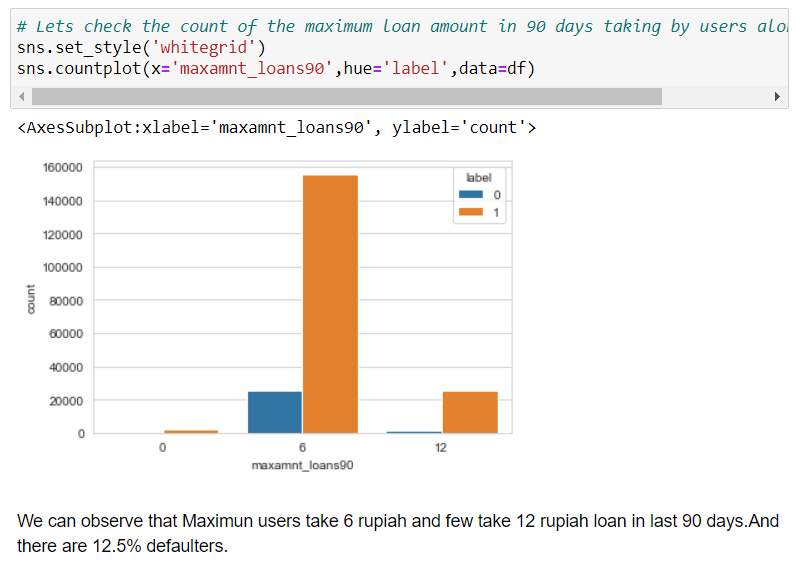 # Lets check the count of the maximum loan amount in 90 days taking by users
sns.set_style('whitegrid')
sns.countplot(x='maxamnt_loans90',hue='label',data=df)
<AxesSubplot:xlabel='maxamnt_loans90', ylabel='count'>
160000
140000
120000
100000
80000
60000
40000
20000
0
count
label
0
1
0 6 12
maxamnt_loans90
We can observe that Maximun users take 6 rupiah and few take 12 rupiah loan in last 90 days.And
there are 12.5% defaulters.